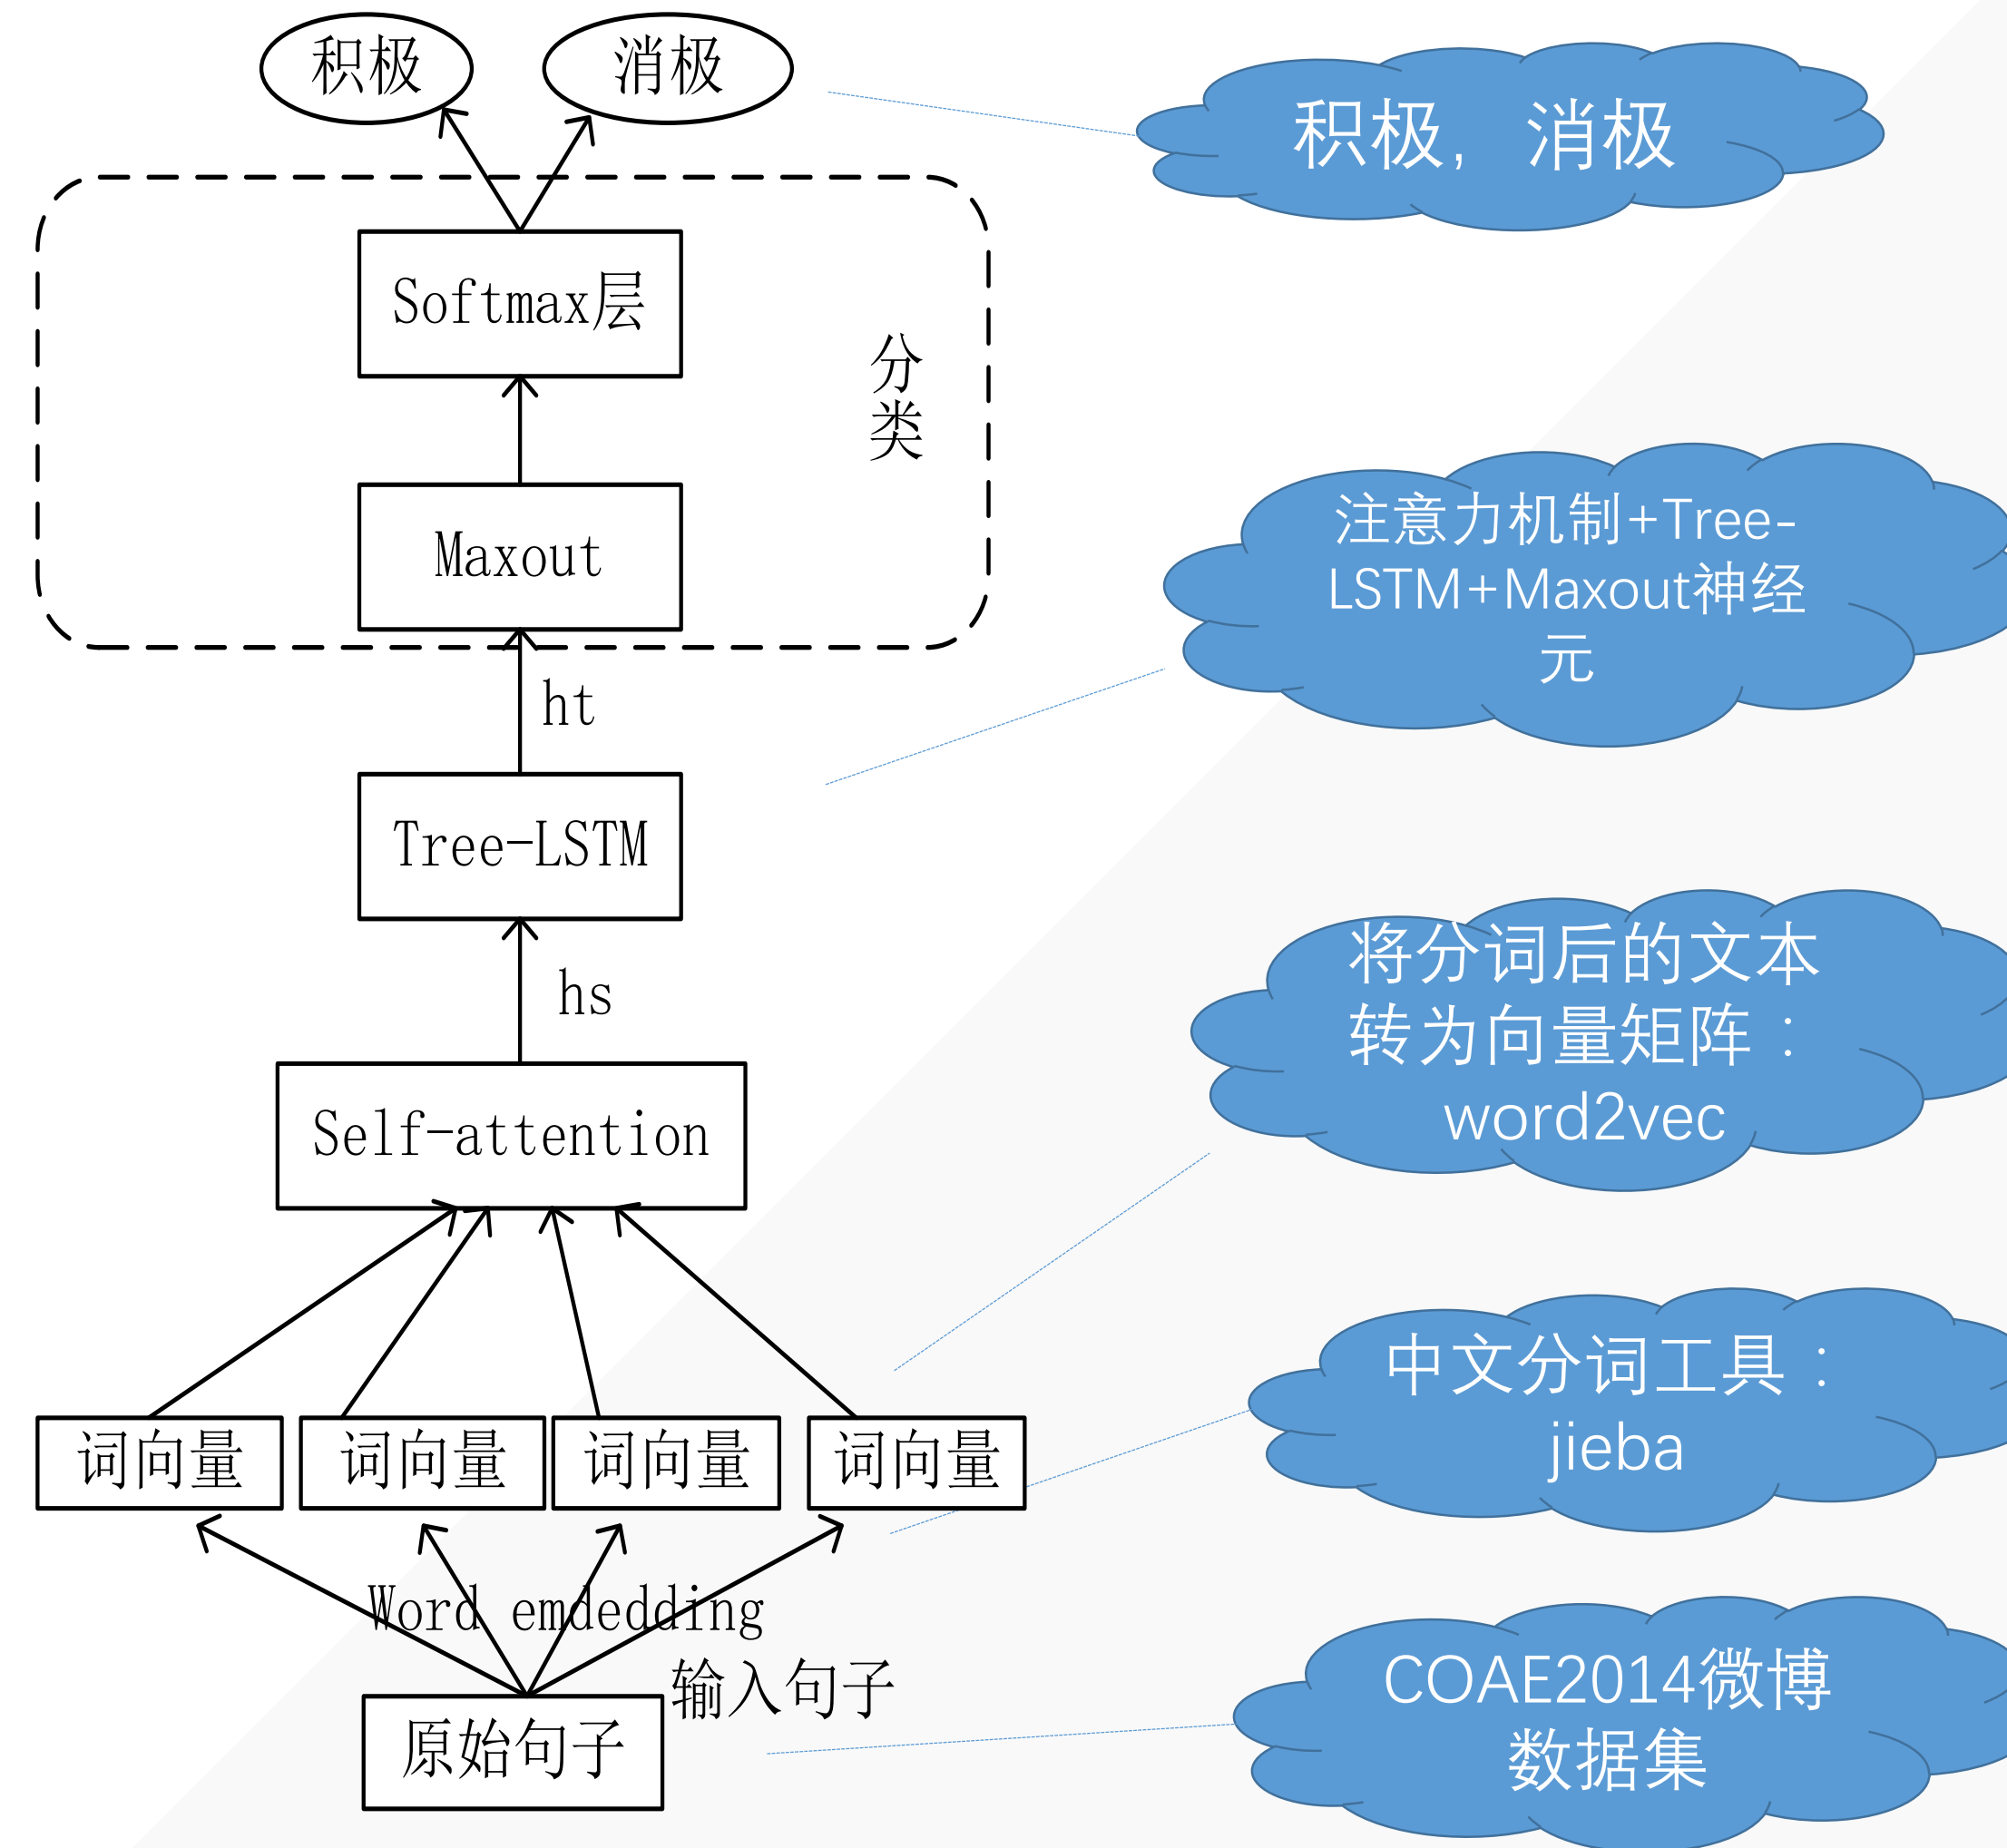 积极
消极
积极,消极
Softmax层
分类
Maxout
注意力机制+Tree-
LSTM+Maxout神经
元
ht
Tree-LSTM
hs
Self-attention
将分词后的文本
转为向量矩阵：
word2vec
词向量
词向量
词向量
词向量
中文分词工具：
jieba
Word emdedding
输入句子
原始句子
COAE2014微博
数据集